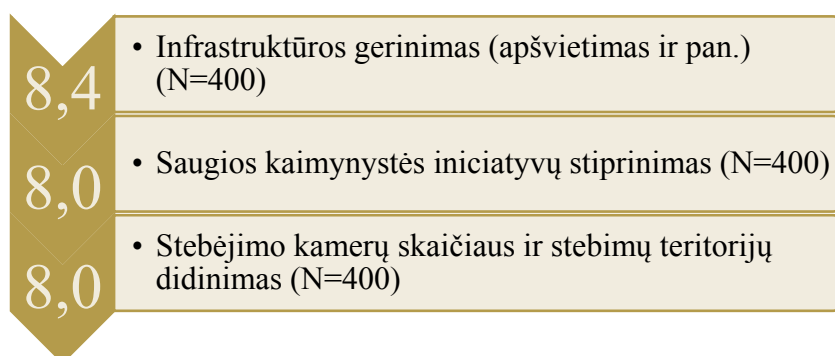 8,4
• Infrastruktūros gerinimas (apšvietimas ir pan.)
(N=400)
8,0
• Saugios kaimynystės iniciatyvų stiprinimas (N=400)
8,0
• Stebėjimo kamerų skaičiaus ir stebimų teritorijų
didinimas (N=400)